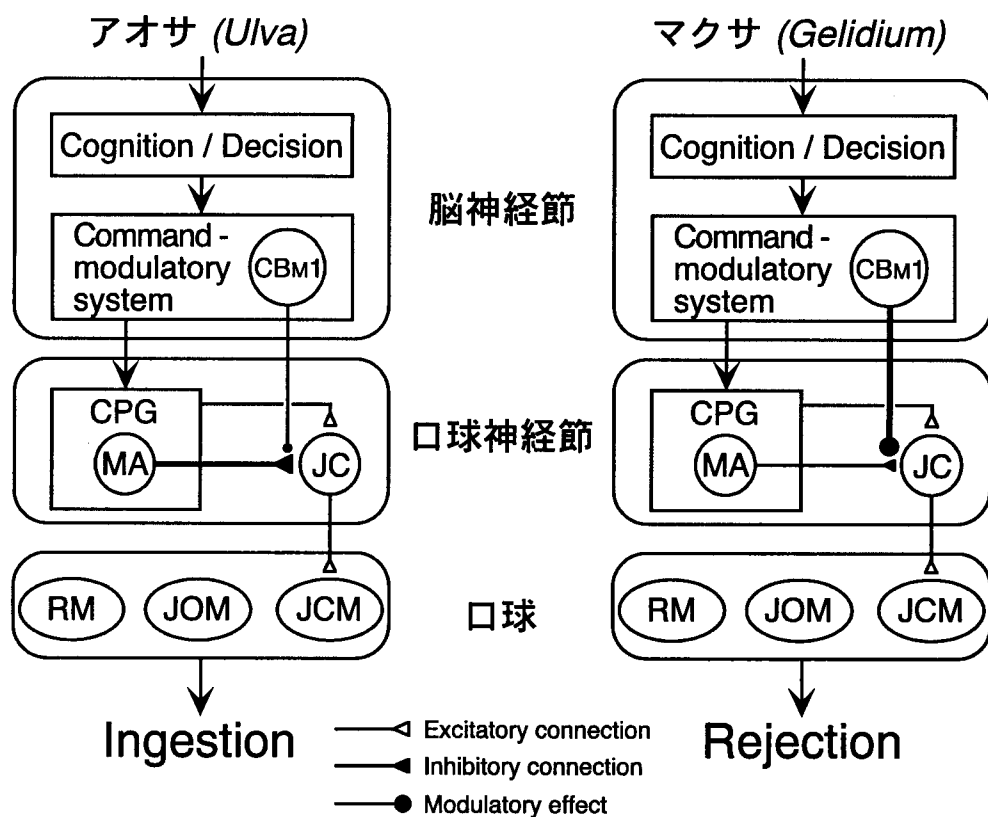 アオサ (Ulva)
マクサ (Gelidium)
Cognition / Decision
Command -
modulatory
system
CBM1
CPG
MA
JC
RM
JOM
JCM
Ingestion
脳神経節
口球神経節
口球
Cognition / Decision
Command -
modulatory
system
CBM1
CPG
MA
JC
RM
JOM
JCM
Rejection
Excitatory connection
Inhibitory connection
Modulatory effect